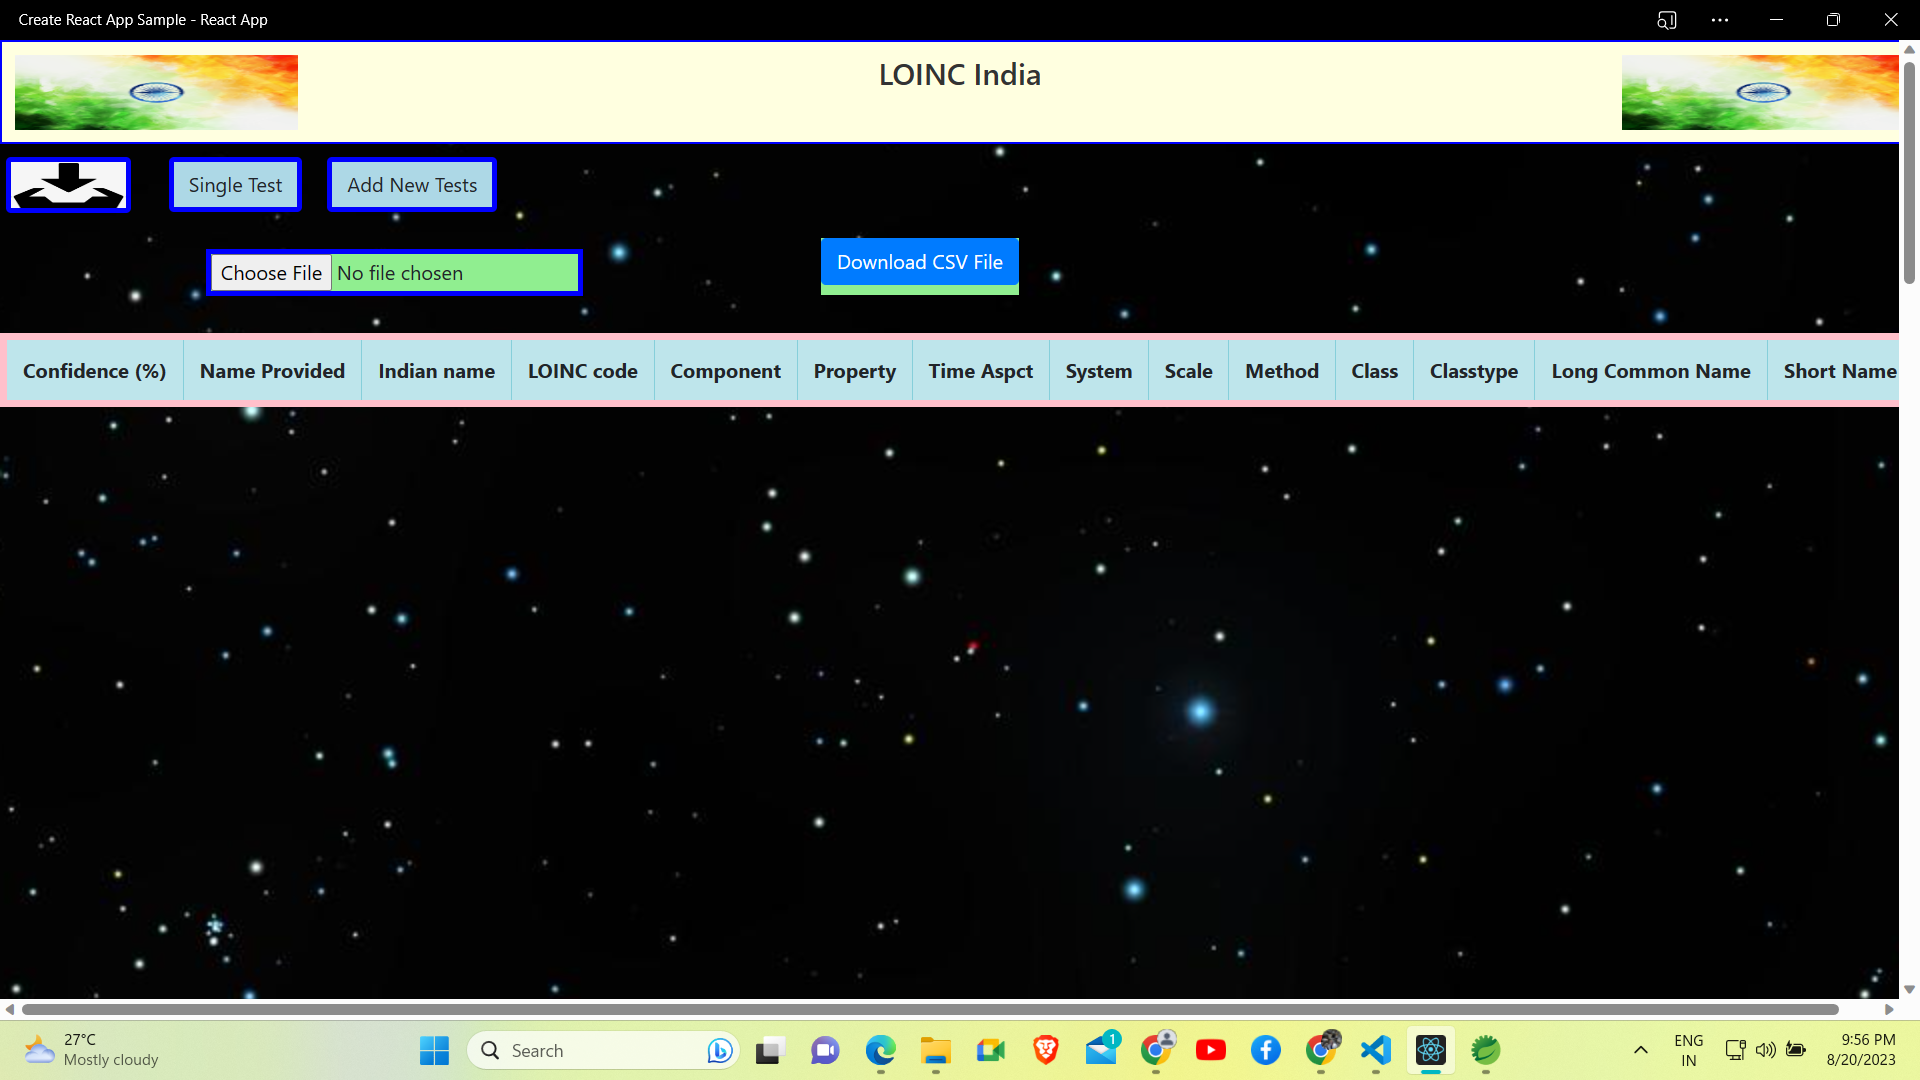 Create React App Sample - React App
LOINC India
Single Test
Add New Tests
Choose File No file chosen
Download CSV File
Confidence (%) Name Provided Indian name LOINC code Component Property Time Aspct System Scale Method Class Classtype Long Common Name Short Name
27°C
Mostly cloudy
Search
1
ENG
IN
9:56 PM
8/20/2023